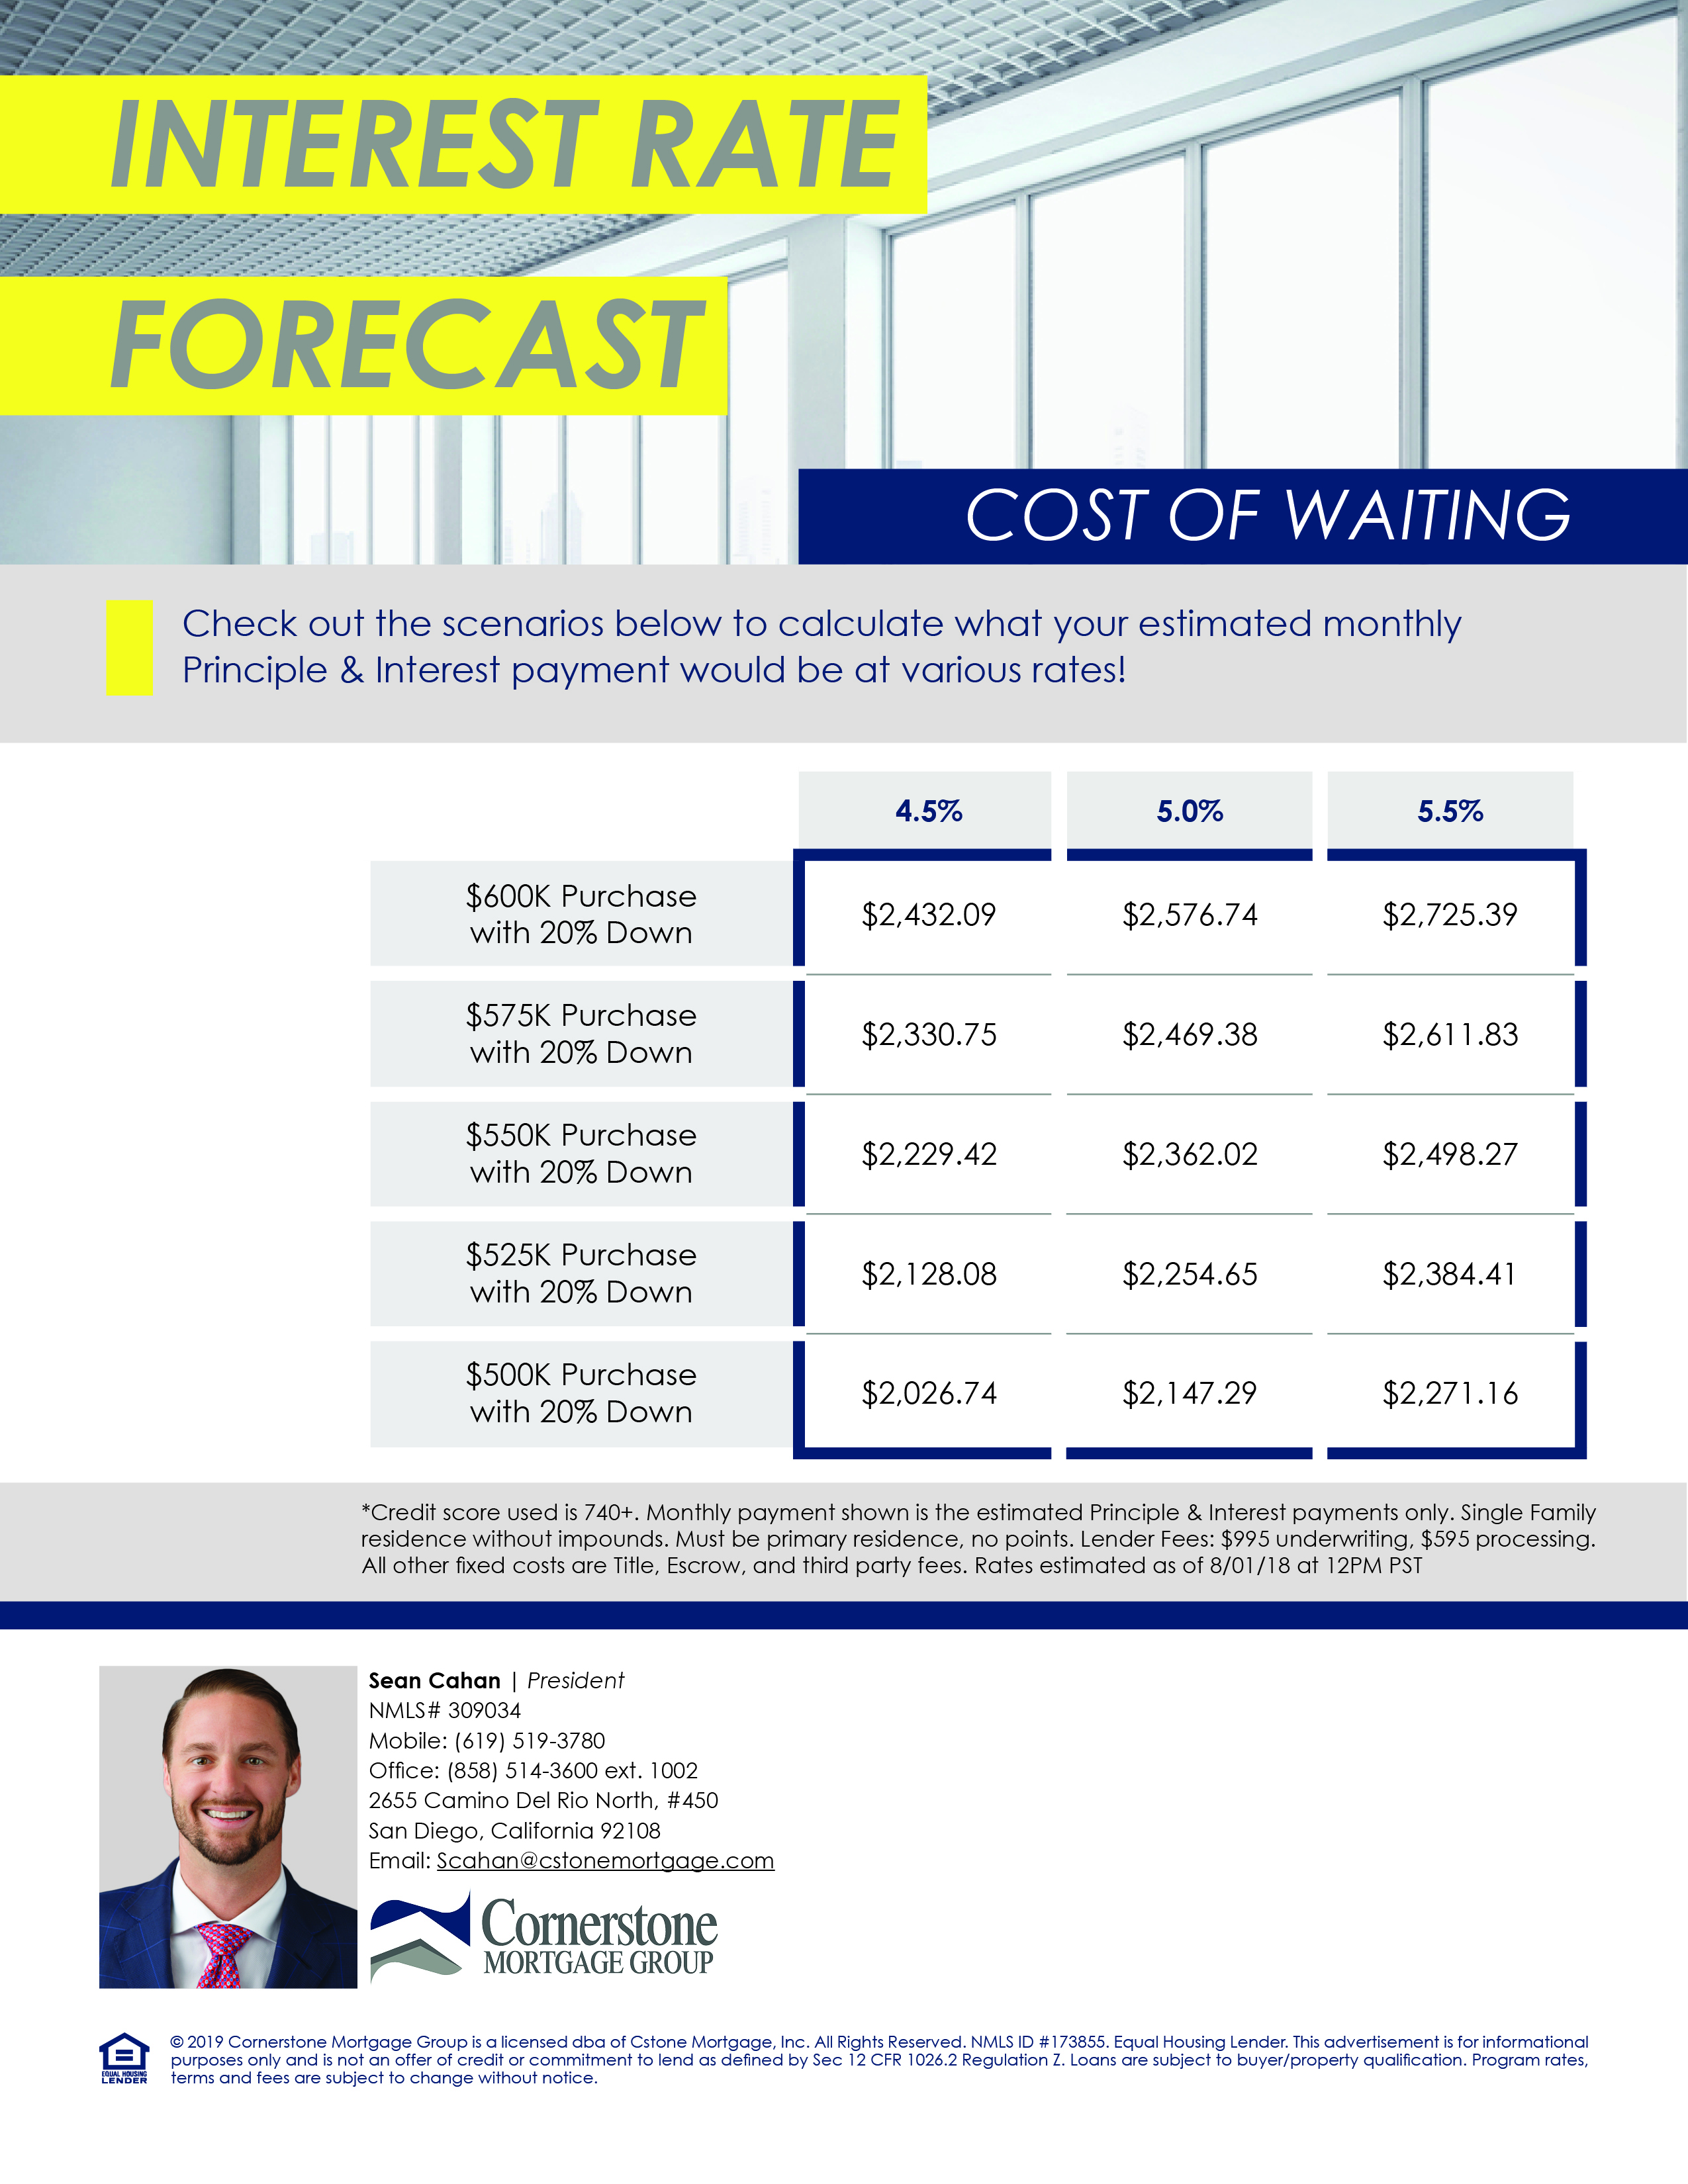 INTEREST RATE
FORECAST
COST OF WAITING
Check out the scenarios below to calculate what your estimated monthly
Principle & Interest payment would be at various rates!
4.5% 5.0% 5.5%
$600K Purchase
with 20% Down
$2,432.09 $2,576.74 $2,725.39
$575K Purchase
with 20% Down
$2,330.75 $2,469.38 $2,611.83
$550K Purchase
with 20% Down
$2,229.42 $2,362.02 $2,498.27
$525K Purchase
with 20% Down
$2,128.08 $2,254.65 $2,384.41
$500K Purchase
with 20% Down
$2,026.74 $2,147.29 $2,271.16
*Credit score used is 740+. Monthly payment shown is the estimated Principle & Interest payments only. Single Family
residence without impounds. Must be primary residence, no points. Lender Fees: $995 underwriting, $595 processing.
All other fixed costs are Title, Escrow, and third party fees. Rates estimated as of 8/01/18 at 12PM PST
Sean Cahan | President
NMLS# 309034
Mobile: (619) 519-3780
Office: (858) 514-3600 ext. 1002
2655 Camino Del Rio North, #450
San Diego, California 92108
Email: Scahan@cstonemortgage.com
Cornerstone
MORTGAGE GROUP
EQUAL HOUSING
LENDER
© 2019 Cornerstone Mortgage Group is a licensed dba of Cstone Mortgage, Inc. All Rights Reserved. NMLS ID #173855. Equal Housing Lender. This advertisement is for informational
purposes only and is not an offer of credit or commitment to lend as defined by Sec 12 CFR 1026.2 Regulation Z. Loans are subject to buyer/property qualification. Program rates,
terms and fees are subject to change without notice.